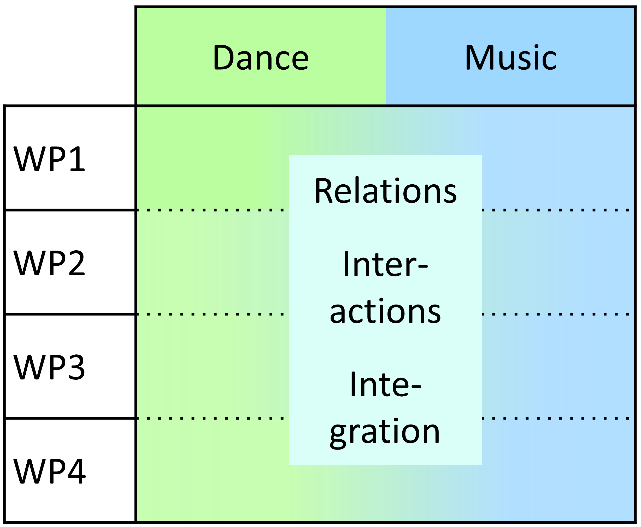 Dance Music
WP1
Relations
WP2
Inter-
actions
WP3
Inte-
gration
WP4